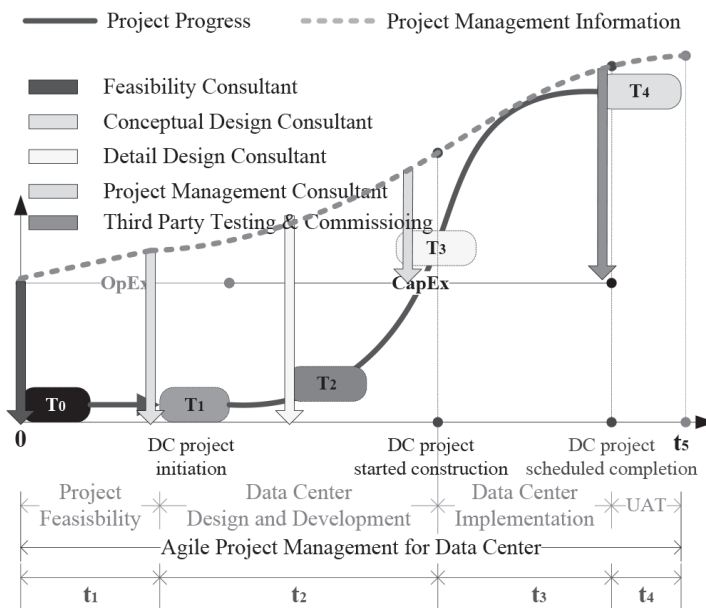 Project Progress
Project Management Information
Feasibility Consultant
Conceptual Design Consultant
Detail Design Consultant
Project Management Consultant
Third Party Testing & Commissioing
T4
T3
OpEx
CapEx
T2
T0
T1
0
DC project
initiation
DC project
started construction
DC project
scheduled completion
t5
Project
Feasisbility
Data Center
Design and Development
Data Center
Implementation
UAT
Agile Project Management for Data Center
t1
t2
t3
t4